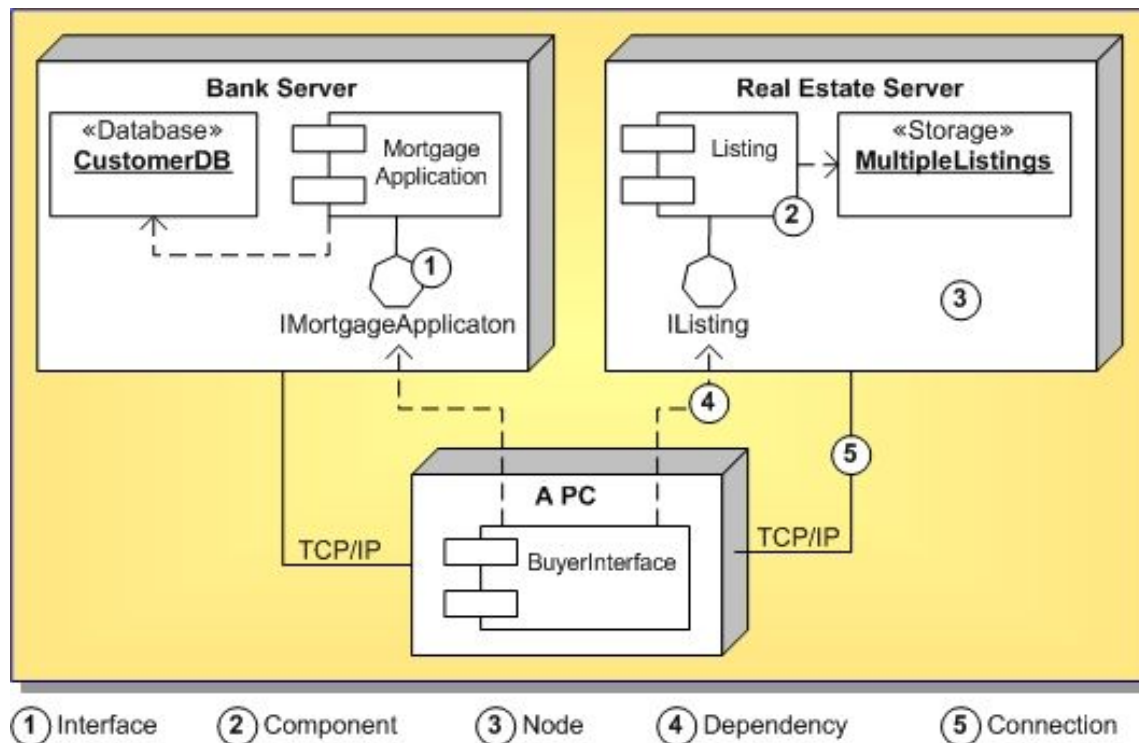 Bank Server
«Database»
CustomerDB
Mortgage
Application
1
IMortgageApplicaton
Real Estate Server
Listing
2
«Storage»
MultipleListings
IListing
3
4
5
A PC
BuyerInterface
TCP/IP
TCP/IP
1 Interface
2 Component
3 Node
4 Dependency
5 Connection